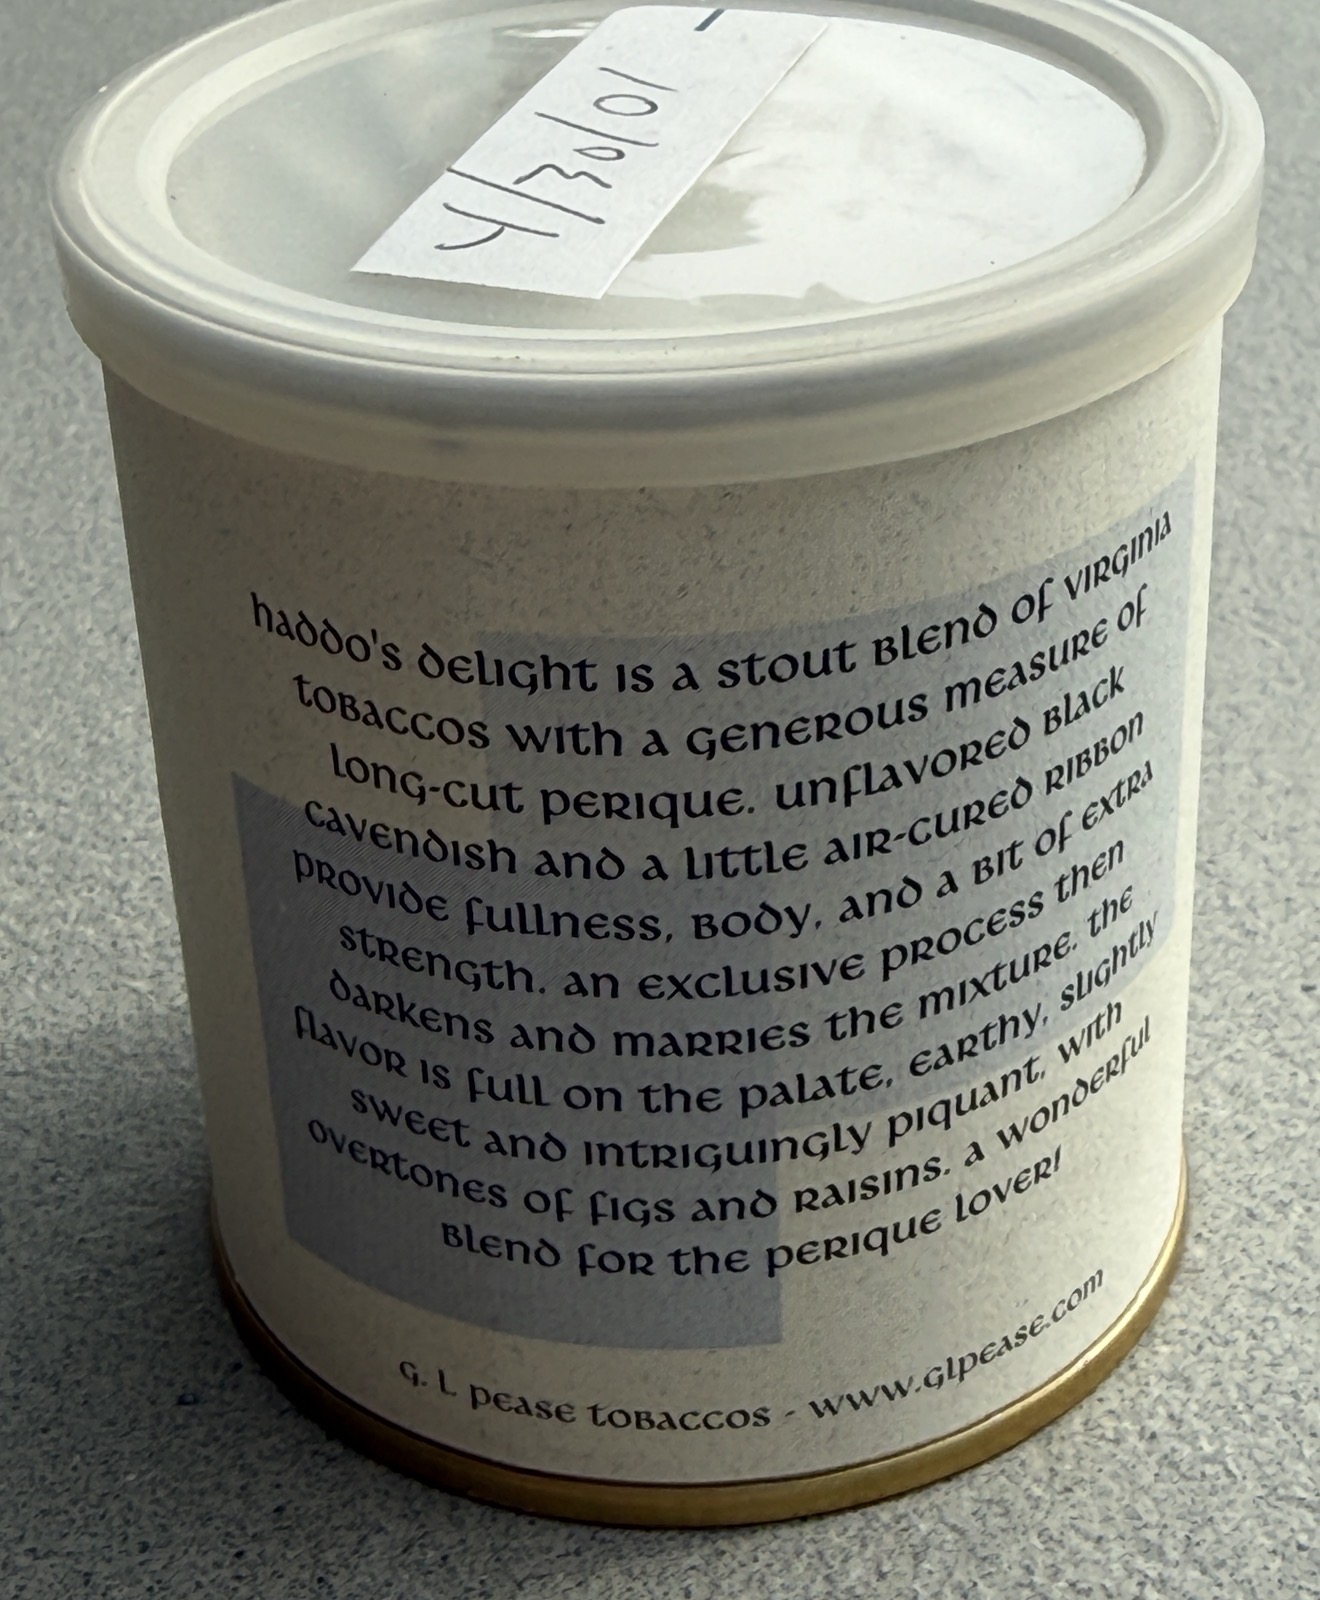 4/30/01
haddo's delight is a stout blend of virginia
tobaccos with a generous measure of
long-cut perique. unflavored black
cavendish and a little air-cured ribbon
provide fullness, body, and a bit of extra
strength. an exclusive process then
darkens and marries the mixture. the
flavor is full on the palate, earthy, slightly
sweet and intriguingly piquant, with
overtones of figs and raisins. a wonderful
blend for the perique lover!
g. l. pease tobaccos - www.glpease.com